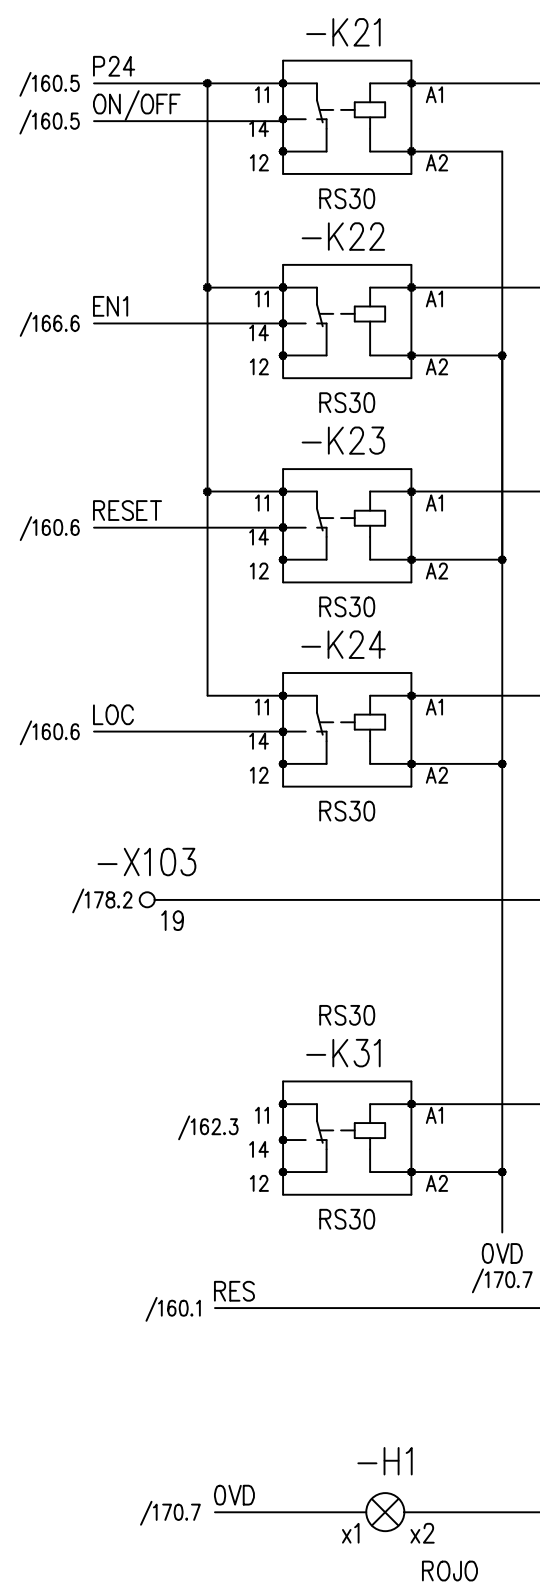 -K21
P24
/160.5
11
A1
ON/OFF
/160.5
14
12
A2
RS30
-K22
EN1
/166.6
11
A1
14
12
A2
RS30
-K23
RESET
/160.6
11
A1
14
12
A2
RS30
-K24
LOC
/160.6
11
A1
14
12
A2
RS30
-X103
/178.2
19
RS30
-K31
/162.3
11
A1
14
12
A2
RS30
0VD
/170.7
RES
/160.1
-H1
0VD
/170.7
x1
x2
ROJO